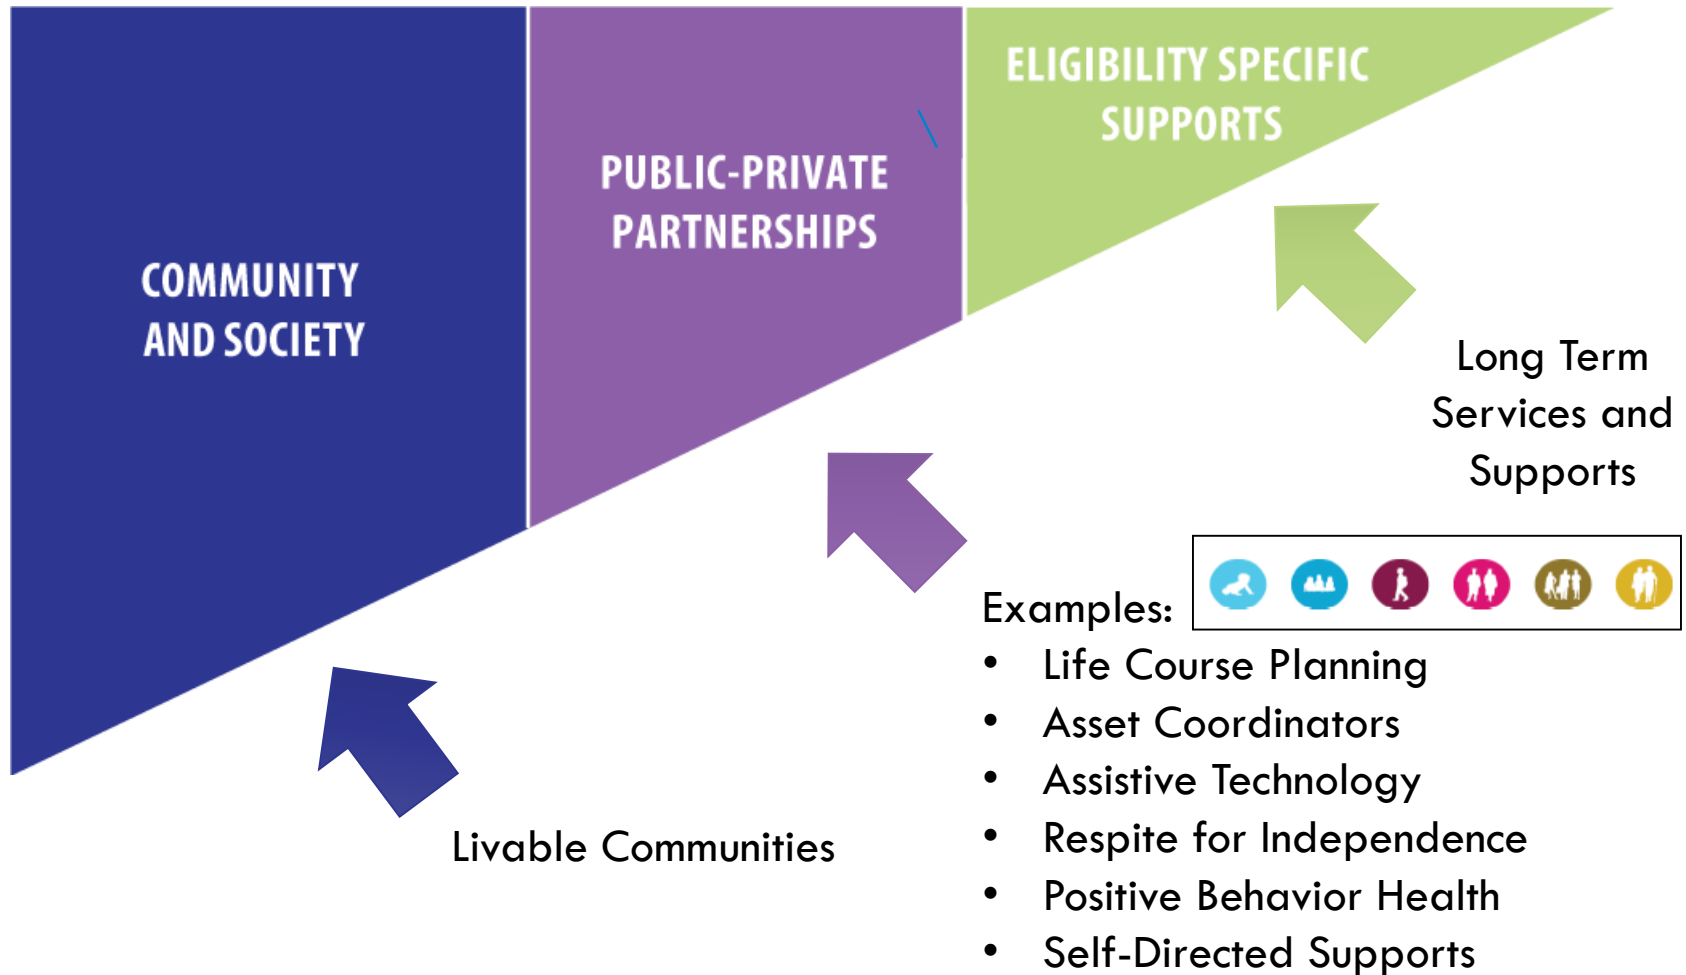 COMMUNITY
AND SOCIETY
PUBLIC-PRIVATE
PARTNERSHIPS
ELIGIBILITY SPECIFIC
SUPPORTS
Long Term
Services and
Supports
Livable Communities
Examples:
• Life Course Planning
• Asset Coordinators
• Assistive Technology
• Respite for Independence
• Positive Behavior Health
• Self-Directed Supports